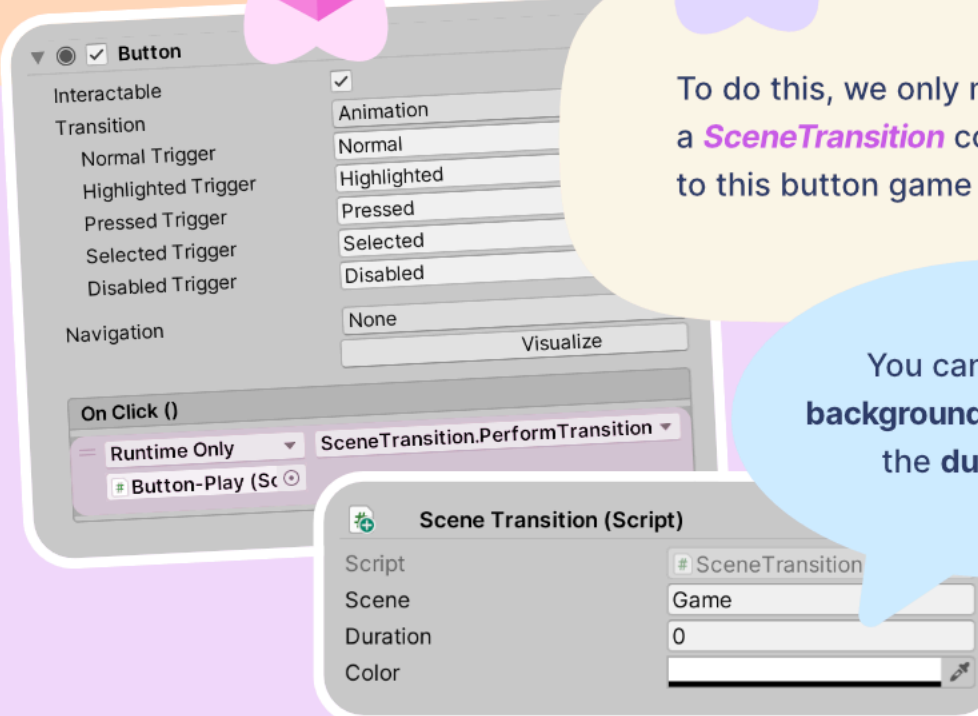 Button
Interactable
Transition Animation
Normal Trigger Normal
Highlighted Trigger Highlighted
Pressed Trigger Pressed
Selected Trigger Selected
Disabled Trigger Disabled
Navigation None
Visualize
On Click ()
Runtime Only SceneTransition.PerformTransition
# Button-Play (Sc
To do this, we only
a SceneTransition
to this button game
You can
background
the
Scene Transition (Script)
Script # SceneTransition
Scene Game
Duration 0
Color